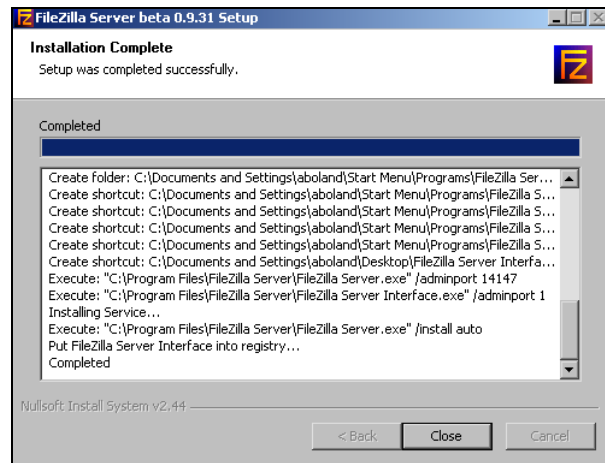 FileZilla Server beta 0.9.31 Setup
Installation Complete
Setup was completed successfully.
FZ
Completed
Create folder: C:\Documents and Settings\aboland\Start Menu\Programs\FileZilla Ser...
Create shortcut: C:\Documents and Settings\aboland\Start Menu\Programs\FileZilla S...
Create shortcut: C:\Documents and Settings\aboland\Start Menu\Programs\FileZilla S...
Create shortcut: C:\Documents and Settings\aboland\Start Menu\Programs\FileZilla S...
Create shortcut: C:\Documents and Settings\aboland\Start Menu\Programs\FileZilla S...
Create shortcut: C:\Documents and Settings\aboland\Desktop\FileZilla Server Interfa...
Execute: "C:\Program Files\FileZilla Server\FileZilla Server.exe" /adminport 14147
Execute: "C:\Program Files\FileZilla Server\FileZilla Server Interface.exe" /adminport 1
Installing Service...
Execute: "C:\Program Files\FileZilla Server\FileZilla Server.exe" /install auto
Put FileZilla Server Interface into registry...
Completed
Nullsoft Install System v2.44
< Back Close Cancel